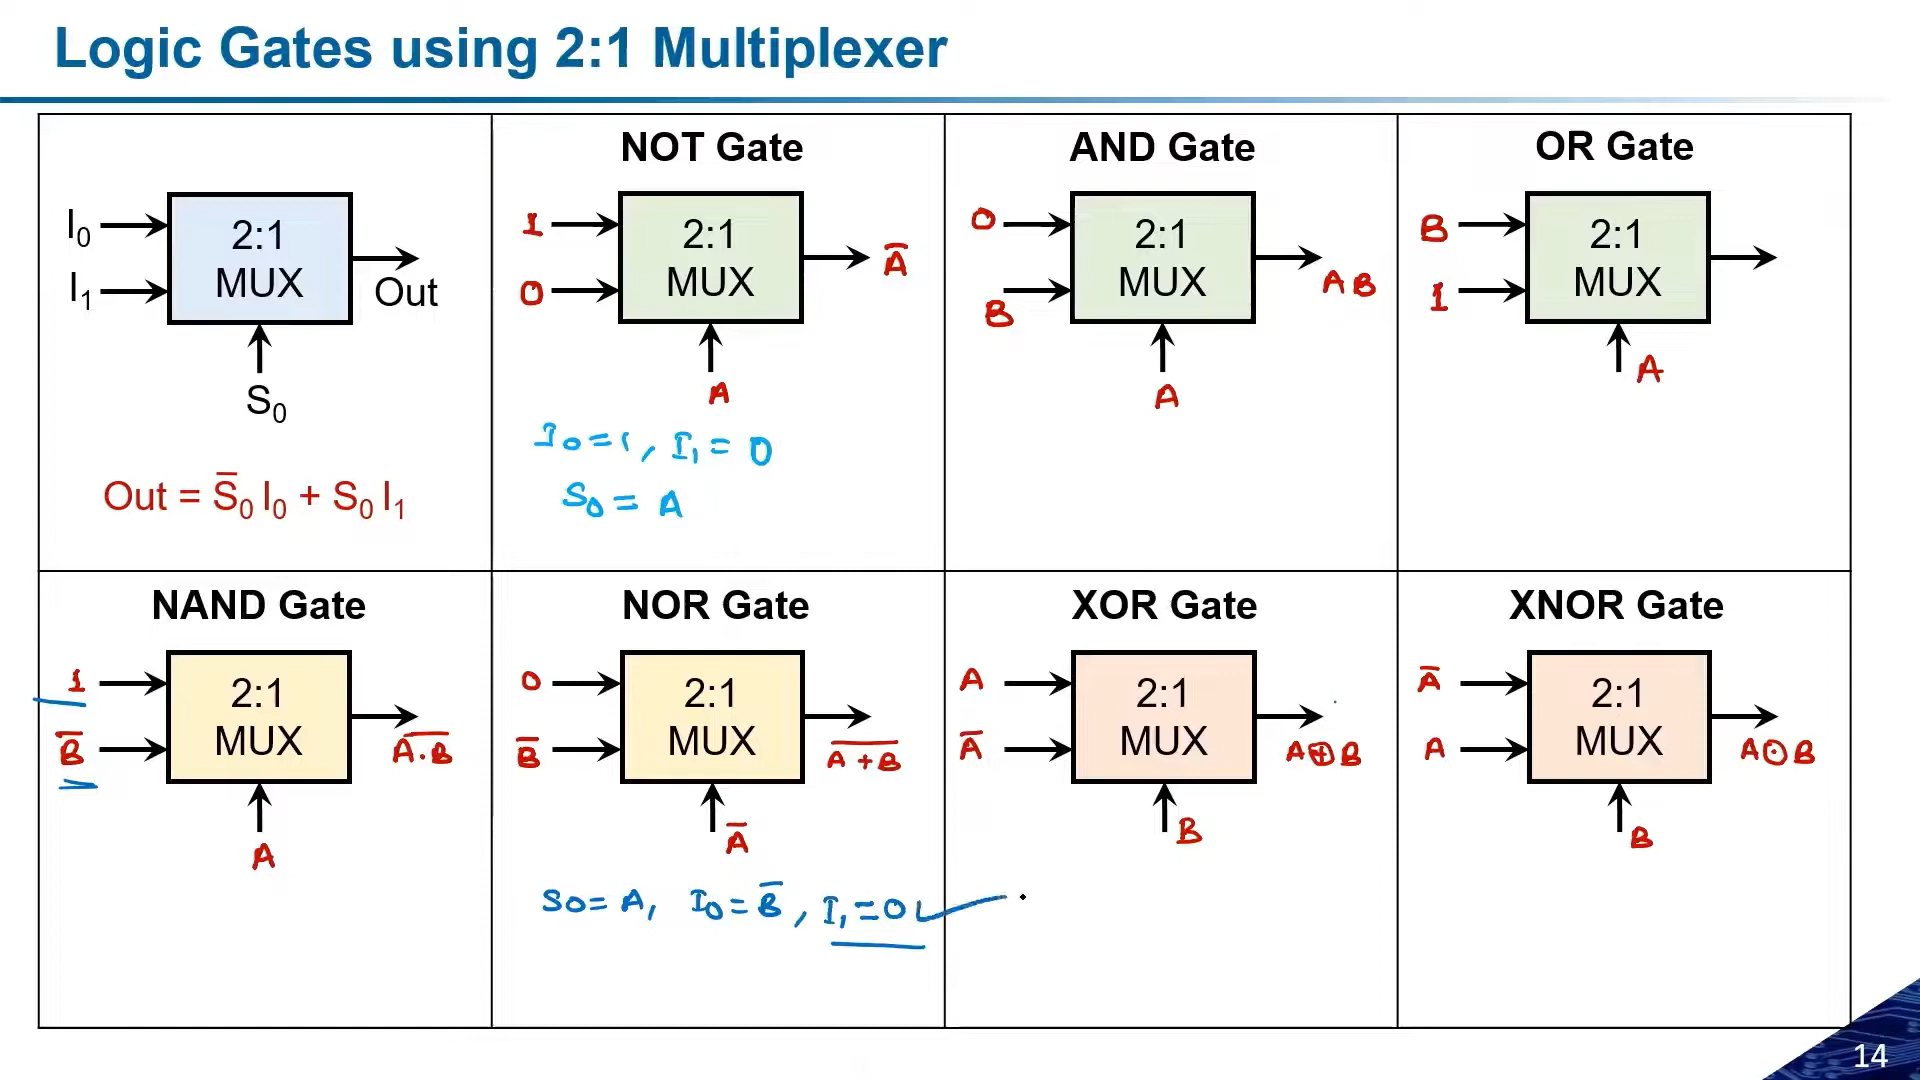 Logic Gates using 2:1 Multiplexer
I₀
I₁
2:1
MUX
Out
S₀
Out = S̅₀ I₀ + S₀ I₁
NOT Gate
1
0
2:1
MUX
A̅
A
I₀ = 1, I₁ = 0
S₀ = A
AND Gate
0
B
2:1
MUX
AB
A
OR Gate
B
1
2:1
MUX
A
NAND Gate
1
B̅
2:1
MUX
A̅.̅B̅
A
NOR Gate
0
B̅
2:1
MUX
A̅ ̅+̅ ̅B̅
A̅
S₀ = A, I₀ = B̅, I₁ = 0
XOR Gate
A
A̅
2:1
MUX
A⊕B
B
XNOR Gate
A̅
A
2:1
MUX
A⊙B
B
14